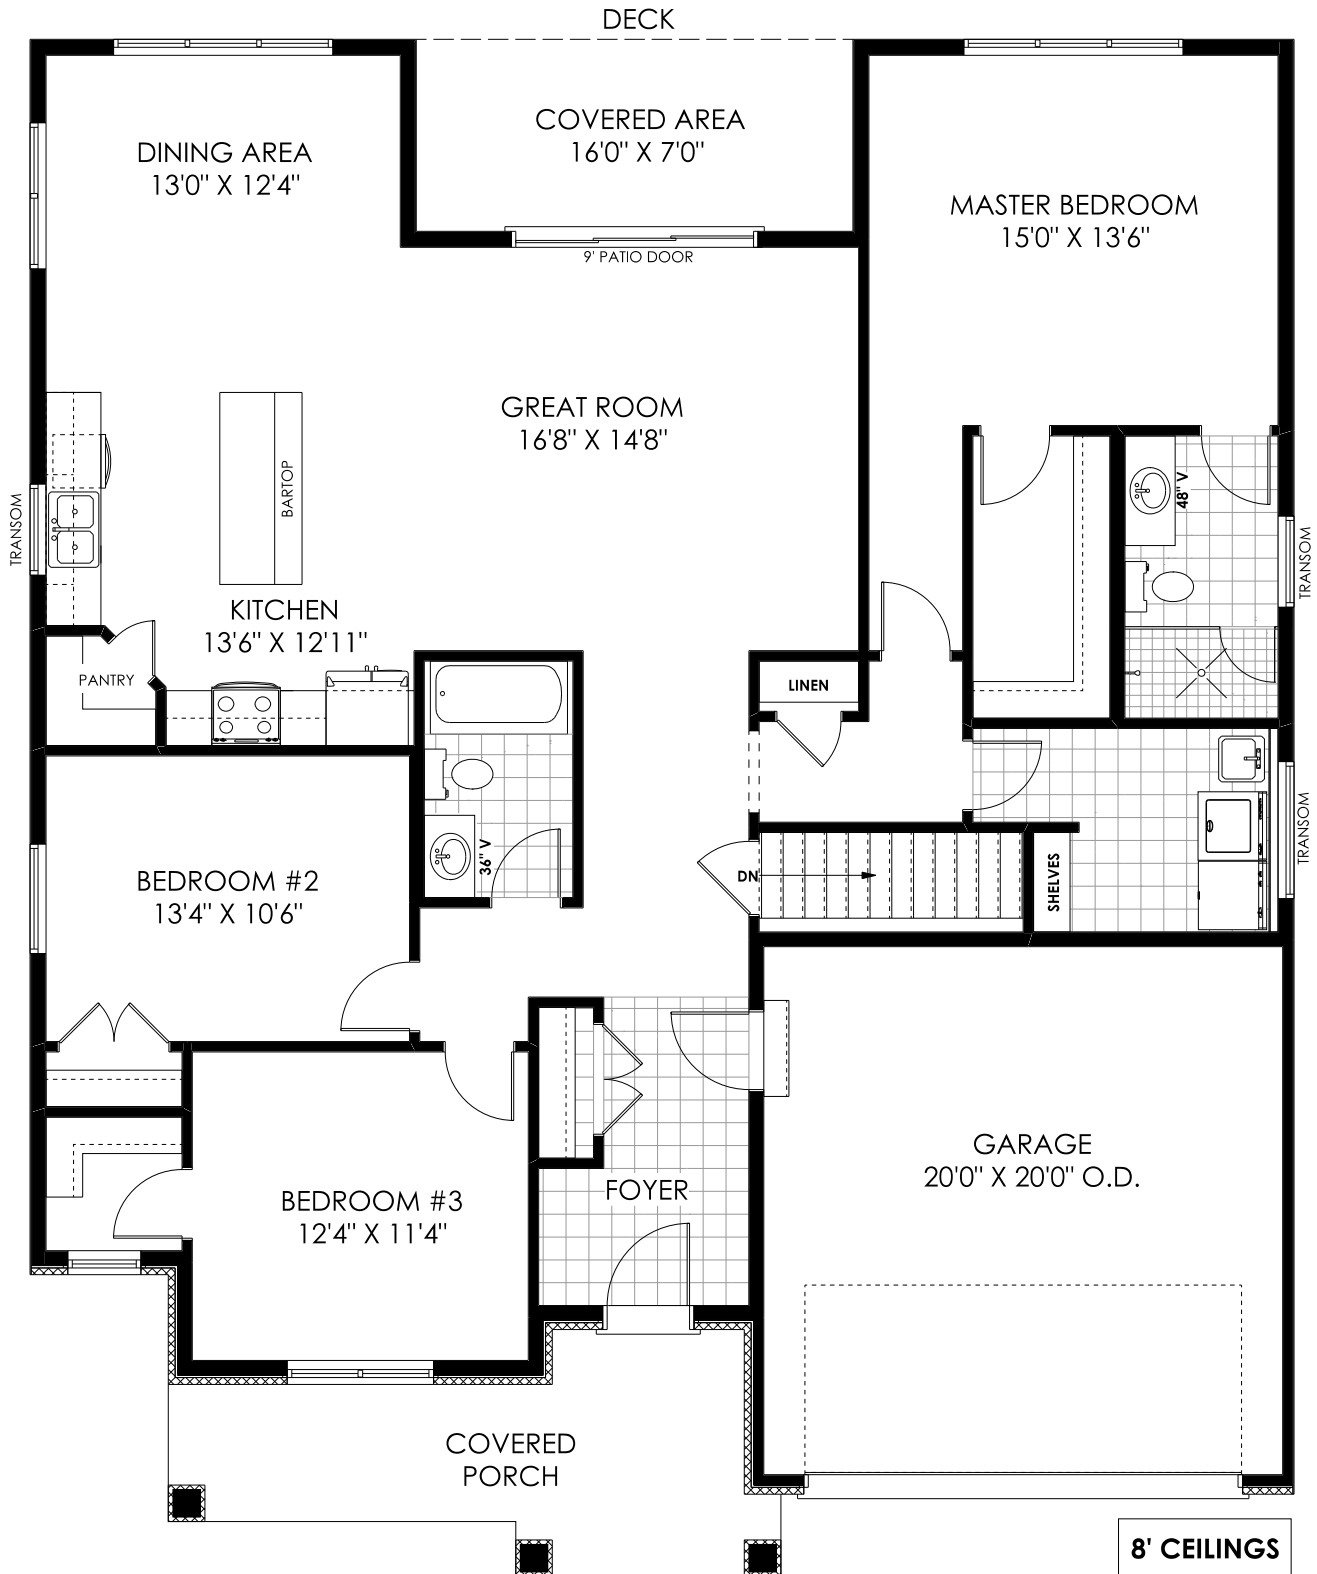 DECK
COVERED AREA
16'0" X 7'0"
DINING AREA
13'0" X 12'4"
MASTER BEDROOM
15'0" X 13'6"
9' PATIO DOOR
GREAT ROOM
16'8" X 14'8"
BARTOP
TRANSOM
48" V
TRANSOM
KITCHEN
13'6" X 12'11"
PANTRY
LINEN
TRANSOM
36" V
BEDROOM #2
13'4" X 10'6"
DN
SHELVES
GARAGE
20'0" X 20'0" O.D.
FOYER
BEDROOM #3
12'4" X 11'4"
COVERED
PORCH
8' CEILINGS